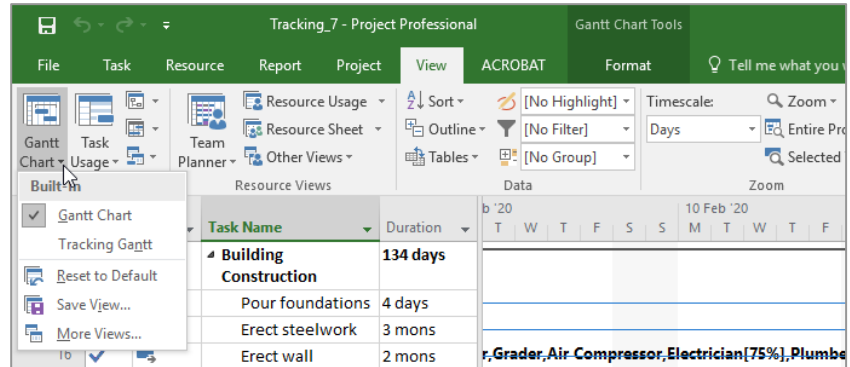 Tracking_7 - Project Professional
Gantt Chart Tools
File Task Resource Report Project View ACROBAT Format Tell me what you
Gantt Chart
Task Usage
Team Planner
Resource Usage
Resource Sheet
Other Views
Resource Views
Sort
Outline
Tables
[No Highlight]
[No Filter]
[No Group]
Data
Timescale:
Days
Zoom
Entire Pro
Selected
Zoom
Built-In
Gantt Chart
Tracking Gantt
Reset to Default
Save View...
More Views...
Task Name Duration
b '20 10 Feb '20
T W T F S S M T W T F
Building Construction 134 days
Pour foundations 4 days
Erect steelwork 3 mons
16 Erect wall 2 mons
r,Grader,Air Compressor,Electrician[75%],Plumbe